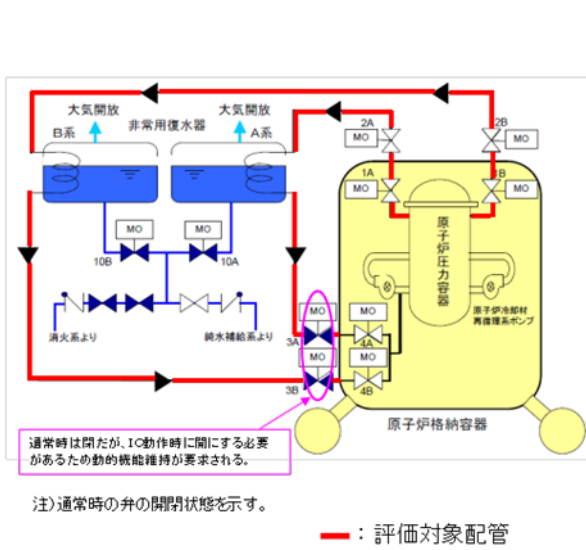 大気開放
非常用復水器
大気開放
B系
A系
2A
2B
MO
MO
1A
1B
MO
MO
原子炉圧力容器
MO
MO
10B
10A
原子炉冷却材
再循環系ポンプ
消火系より
純水補給系より
MO
MO
3A
4A
MO
MO
3B
4B
原子炉格納容器
通常時は閉だが、IC動作時に開にする必要
があるため動的機能維持が要求される。
注)通常時の弁の開閉状態を示す。
:評価対象配管